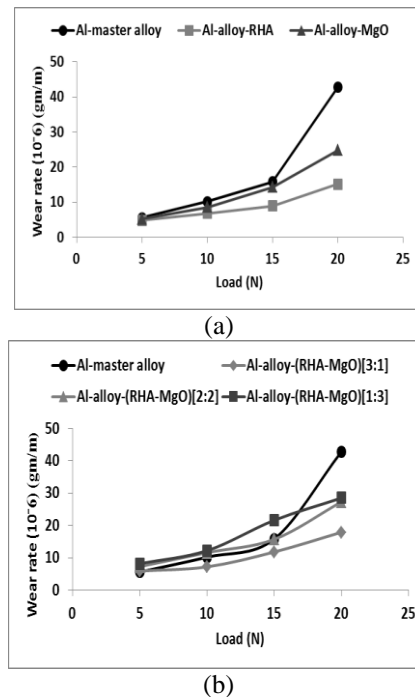 Al-master alloy Al-alloy-RHA Al-alloy-MgO
50
40
30
20
10
0
0 5 10 15 20 25
Wear rate (10^-6) (gm/m)
Load (N)
(a)
Al-master alloy Al-alloy-(RHA-MgO)[3:1]
Al-alloy-(RHA-MgO)[2:2] Al-alloy-(RHA-MgO)[1:3]
50
40
30
20
10
0
0 5 10 15 20 25
Wear rate (10^-6) (gm/m)
Load (N)
(b)